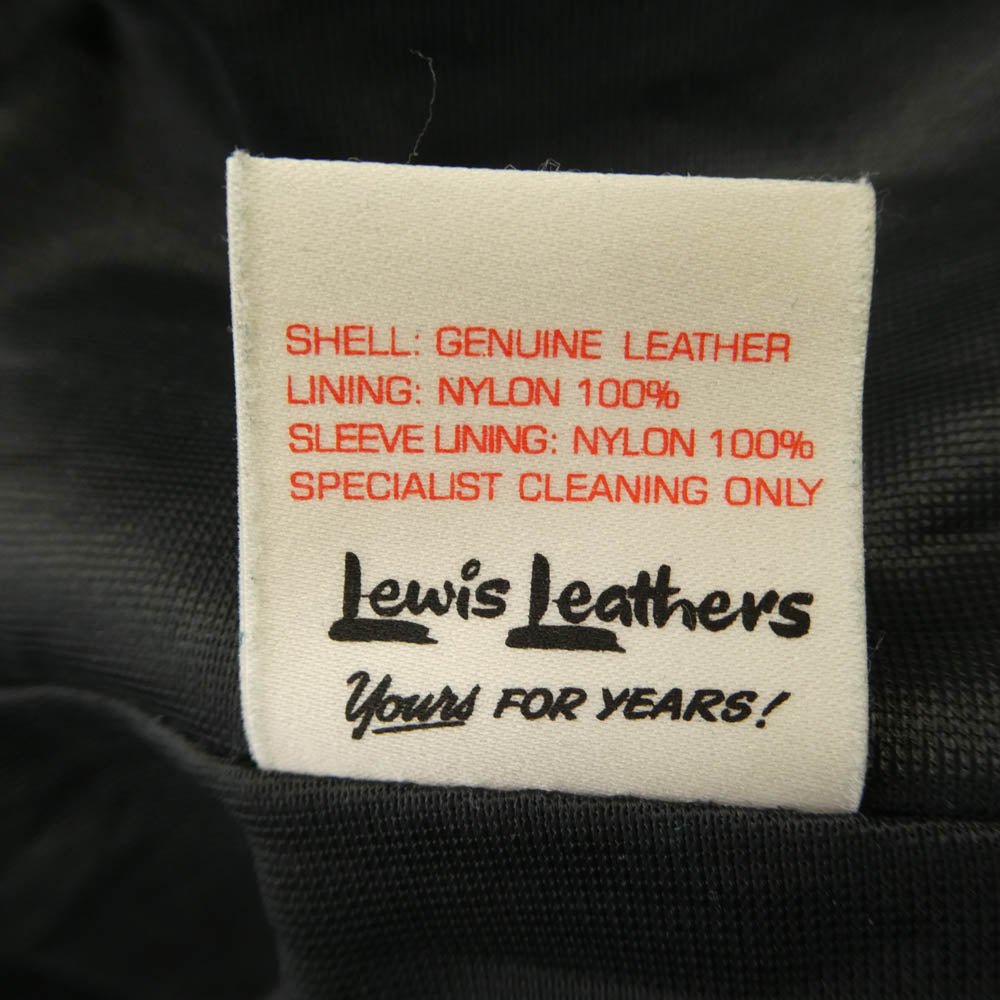 SHELL: GENUINE LEATHER
LINING: NYLON 100%
SLEEVE LINING: NYLON 100%
SPECIALIST CLEANING ONLY
Lewis Leathers
Yours FOR YEARS!